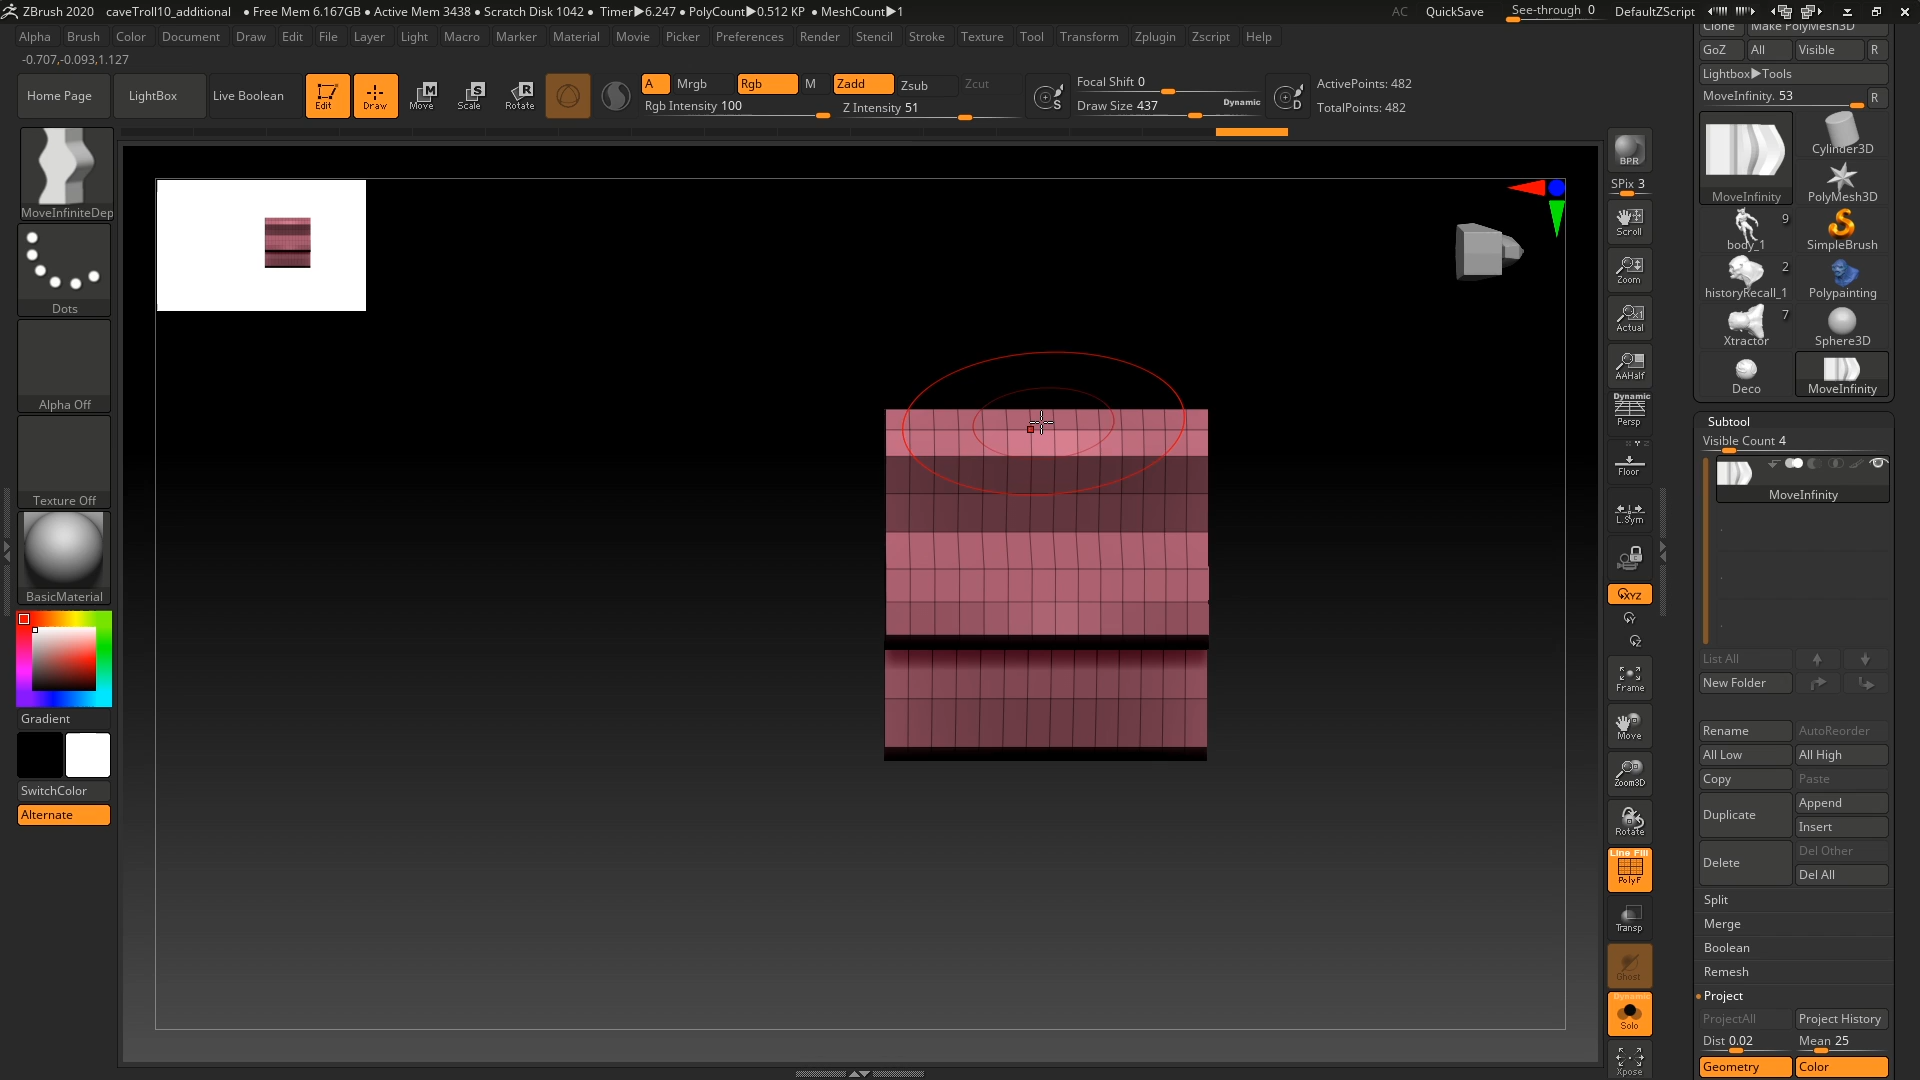 ZBrush 2020 caveTroll10_additional • Free Mem 6.167GB • Active Mem 3438 • Scratch Disk 1042 • Timer▶6.247 • PolyCount▶0.512 KP • MeshCount▶1 AC QuickSave See-through 0 DefaultZScript
Alpha Brush Color Document Draw Edit File Layer Light Macro Marker Material Movie Picker Preferences Render Stencil Stroke Texture Tool Transform Zplugin Zscript Help
-0.707,-0.093,1.127
Home Page LightBox Live Boolean Edit Draw Move Scale Rotate
A Mrgb Rgb M Zadd Zsub Zcut
Rgb Intensity 100 Z Intensity 51
Focal Shift 0
Draw Size 437 Dynamic
ActivePoints: 482
TotalPoints: 482
MoveInfiniteDep
Dots
Alpha Off
Texture Off
BasicMaterial
Gradient
SwitchColor
Alternate
BPR
SPix 3
Scroll
Zoom
Actual
AAHalf
Dynamic
Persp
Floor
L.Sym
XYZ
Y
Z
Frame
Move
Zoom3D
Rotate
Line Fill
PolyF
Transp
Ghost
Dynamic
Solo
Xpose
Clone Make PolyMesh3D
GoZ All Visible R
Lightbox▶Tools
MoveInfinity. 53 R
MoveInfinity Cylinder3D
PolyMesh3D
9
body_1 SimpleBrush
2
historyRecall_1 Polypainting
7
Xtractor Sphere3D
Deco MoveInfinity
Subtool
Visible Count 4
MoveInfinity
List All
New Folder
Rename AutoReorder
All Low All High
Copy Paste
Duplicate Append
Insert
Delete Del Other
Del All
Split
Merge
Boolean
Remesh
Project
ProjectAll Project History
Dist 0.02 Mean 25
Geometry Color